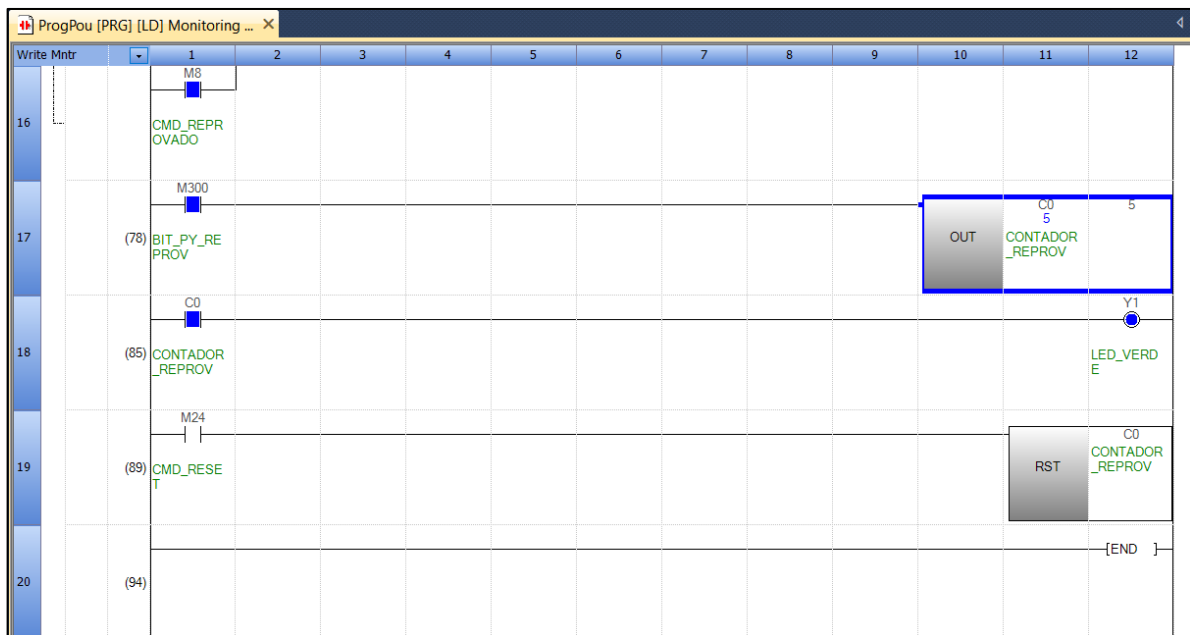 ProgPou [PRG] [LD] Monitoring ...
Write Mntr 1 2 3 4 5 6 7 8 9 10 11 12
M8
16
CMD_REPR
OVADO
M300
C0 5
5
17 (78) BIT_PY_RE
PROV
OUT CONTADOR
_REPROV
C0 Y1
18 (85) CONTADOR
_REPROV
LED_VERD
E
M24
C0
CONTADOR
_REPROV
19 (89) CMD_RESE
T
RST
[END ]
20 (94)